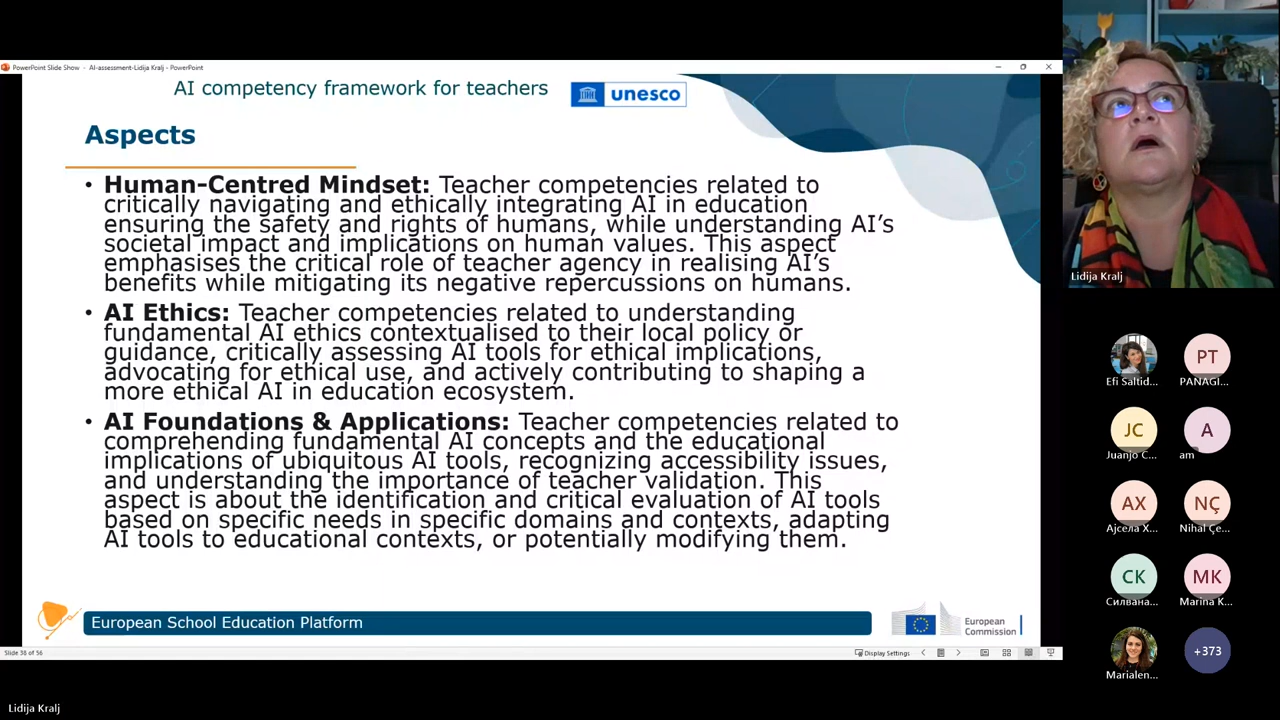 PowerPoint Slide Show - AI-assessment-Lidija Kralj - PowerPoint
AI competency framework for teachers
unesco
Aspects
• Human-Centred Mindset: Teacher competencies related to
critically navigating and ethically integrating AI in education
ensuring the safety and rights of humans, while understanding AI’s
societal impact and implications on human values. This aspect
emphasises the critical role of teacher agency in realising AI’s
benefits while mitigating its negative repercussions on humans.
• AI Ethics: Teacher competencies related to understanding
fundamental AI ethics contextualised to their local policy or
guidance, critically assessing AI tools for ethical implications,
advocating for ethical use, and actively contributing to shaping a
more ethical AI in education ecosystem.
• AI Foundations & Applications: Teacher competencies related to
comprehending fundamental AI concepts and the educational
implications of ubiquitous AI tools, recognizing accessibility issues,
and understanding the importance of teacher validation. This
aspect is about the identification and critical evaluation of AI tools
based on specific needs in specific domains and contexts, adapting
AI tools to educational contexts, or potentially modifying them.
European School Education Platform
European
Commission
Slide 38 of 56
Display Settings
Lidija Kralj
Lidija Kralj
Efi Saltid...
PT
PANAGI...
JC
Juanjo C...
A
am
AX
Ајсела Х...
NÇ
Nihal Çe...
СК
Силвана...
MK
Marina K...
Marialen...
+373